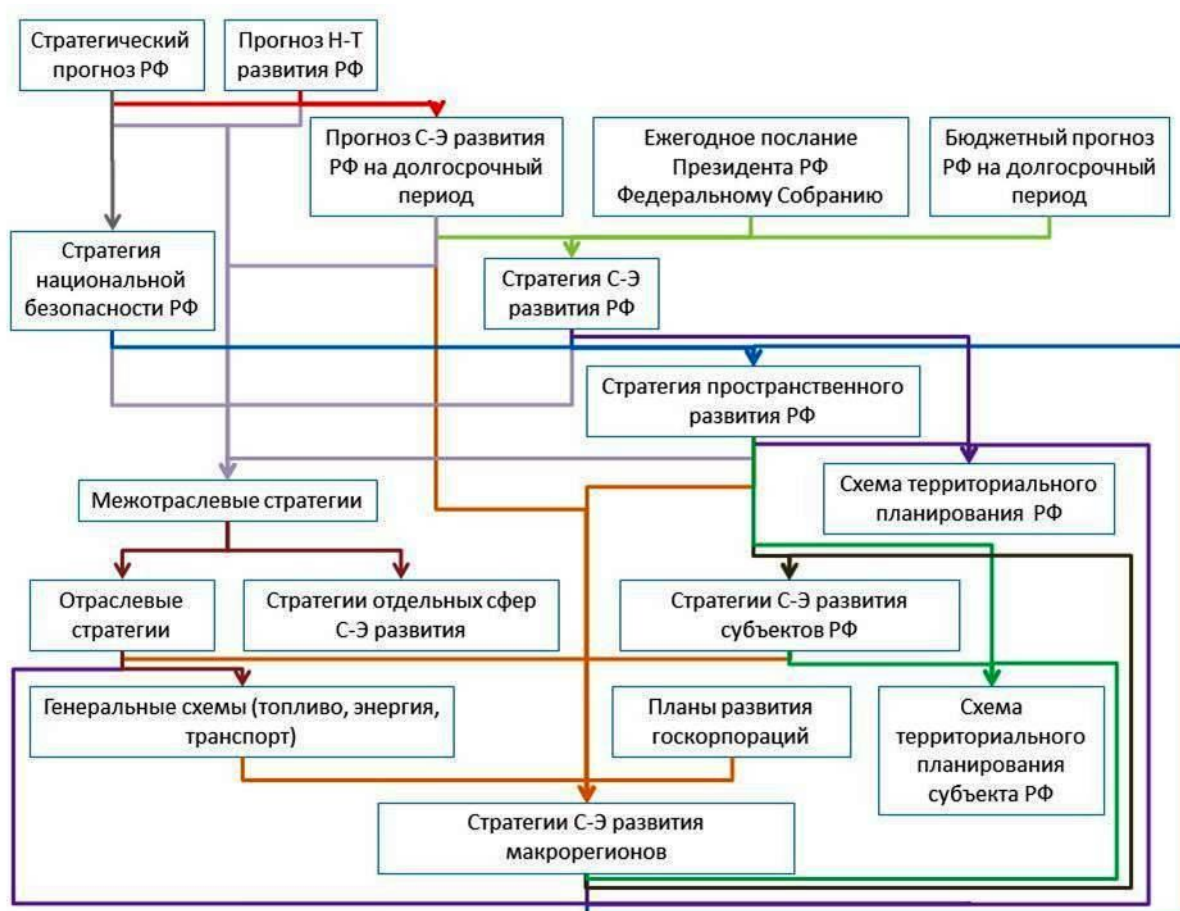 Стратегический
прогноз РФ
Прогноз Н-Т
развития РФ
Прогноз С-Э развития
РФ на долгосрочный
период
Ежегодное послание
Президента РФ
Федеральному Собранию
Бюджетный прогноз
РФ на долгосрочный
период
Стратегия
национальной
безопасности РФ
Стратегия С-Э
развития РФ
Стратегия пространственного
развития РФ
Межотраслевые стратегии
Схема территориального
планирования РФ
Отраслевые
стратегии
Стратегии отдельных сфер
С-Э развития
Стратегии С-Э развития
субъектов РФ
Генеральные схемы (топливо, энергия,
транспорт)
Планы развития
госкорпораций
Схема
территориального
планирования
субъекта РФ
Стратегии С-Э развития
макрорегионов